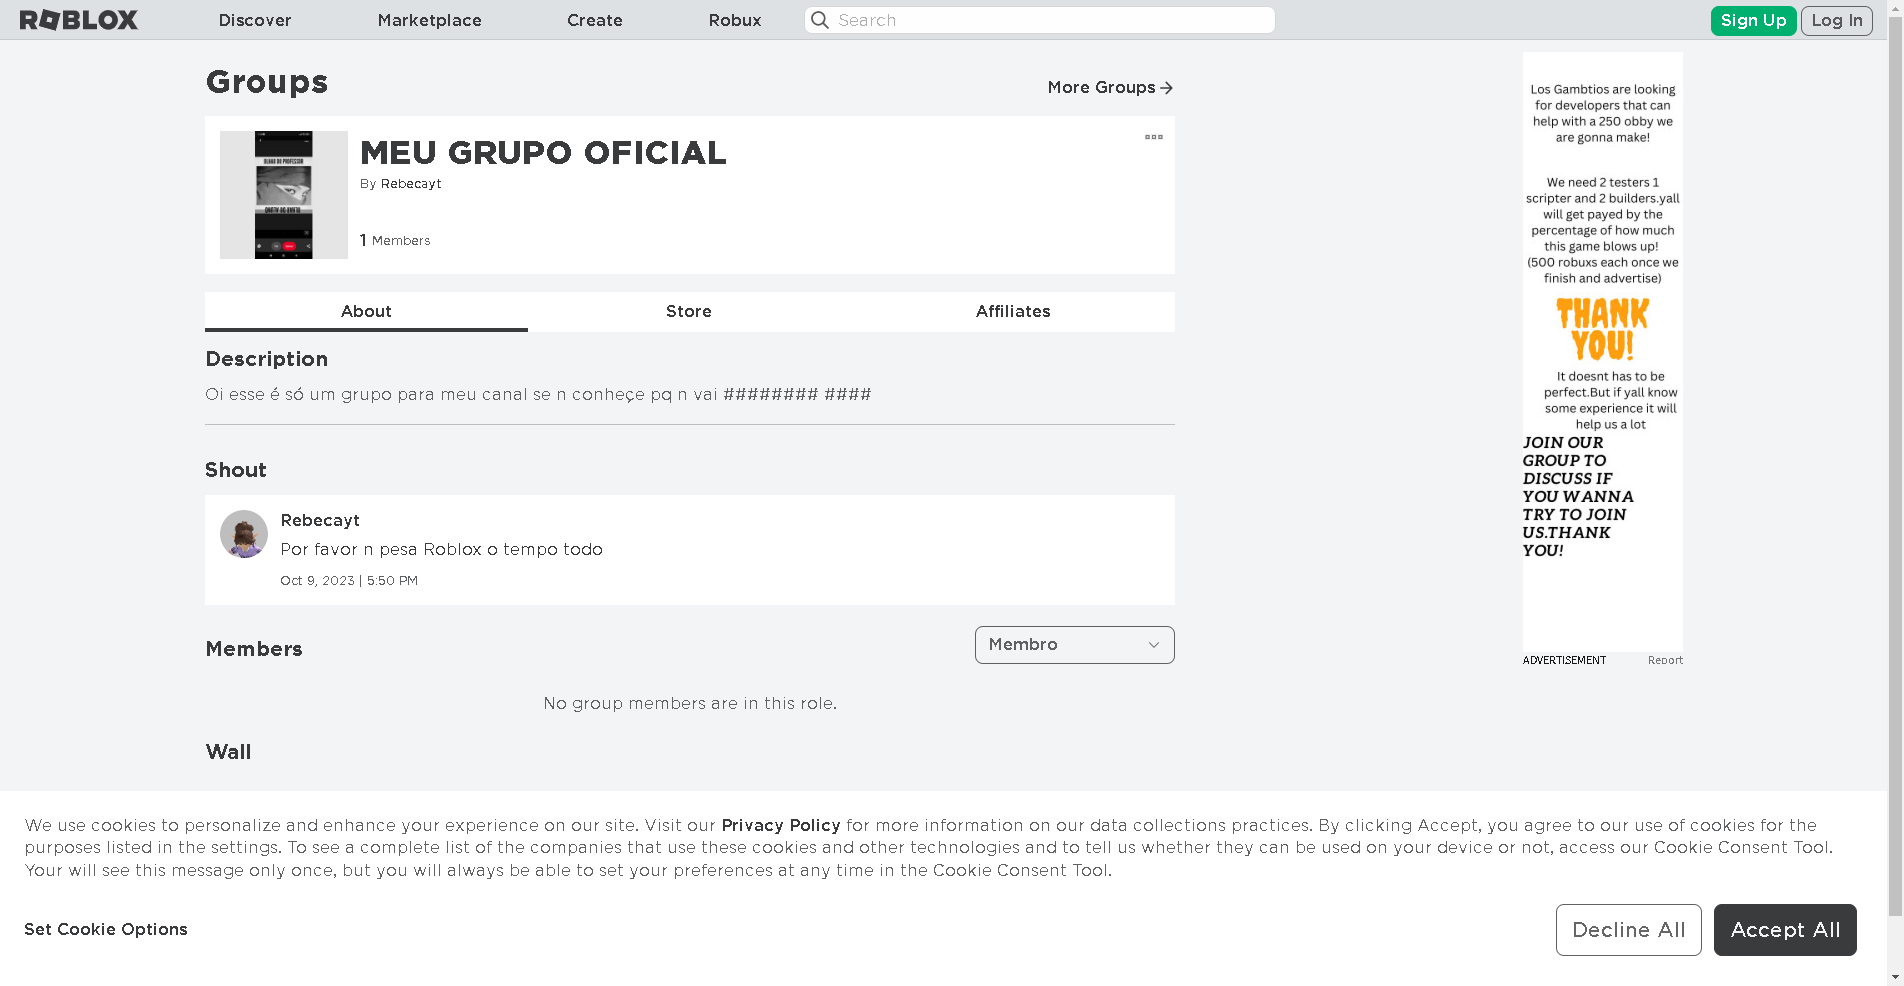 ROBLOX
Discover
Marketplace
Create
Robux
Search
Sign Up
Log In
Groups
More Groups
OLHAR DO PROFESSOR
MEU GRUPO OFICIAL
By Rebecayt
1 Members
About
Store
Affiliates
Description
Oi esse é só um grupo para meu canal se n conheçe pq n vai ######## ####
Shout
Rebecayt
Por favor n pesa Roblox o tempo todo
Oct 9, 2023 | 5:50 PM
Members
Membro
No group members are in this role.
Wall
Los Gambtios are looking
for developers that can
help with a 250 obby we
are gonna make!
We need 2 testers 1
scripter and 2 builders.yall
will get payed by the
percentage of how much
this game blows up!
(500 robuxs each once we
finish and advertise)
THANK
YOU!
It doesnt has to be
perfect.But if yall know
some experience it will
help us a lot
JOIN OUR
GROUP TO
DISCUSS IF
YOU WANNA
TRY TO JOIN
US.THANK
YOU!
ADVERTISEMENT
Report
We use cookies to personalize and enhance your experience on our site. Visit our Privacy Policy for more information on our data collections practices. By clicking Accept, you agree to our use of cookies for the
purposes listed in the settings. To see a complete list of the companies that use these cookies and other technologies and to tell us whether they can be used on your device or not, access our Cookie Consent Tool.
Your will see this message only once, but you will always be able to set your preferences at any time in the Cookie Consent Tool.
Set Cookie Options
Decline All
Accept All